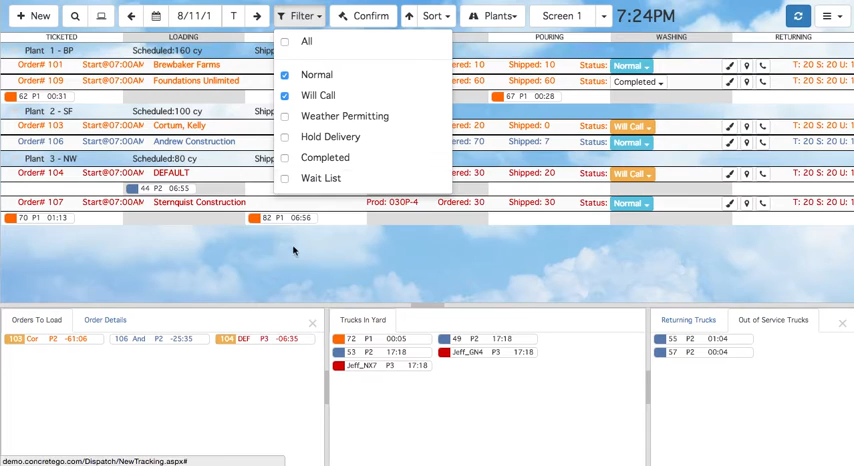 + New 8/11/1 T Filter Confirm Sort Plants Screen 1 7:24PM
TICKETED LOADING POURING WASHING RETURNING
All
Normal
Will Call
Weather Permitting
Hold Delivery
Completed
Wait List
Plant 1 - BP Scheduled:160 cy Shipp
Order# 101 Start@07:00AM Brewbaker Farms ered: 10 Shipped: 10 Status: Normal T: 20 S: 20 U: 1
Order# 109 Start@07:00AM Foundations Unlimited ered: 60 Shipped: 60 Status: Completed T: 20 S: 20 U: 1
62 P1 00:31 67 P1 00:28
Plant 2 - SF Scheduled:100 cy Shipp
Order# 103 Start@07:00AM Cortum, Kelly ered: 20 Shipped: 0 Status: Will Call T: 20 S: 20 U: 1
Order# 106 Start@07:00AM Andrew Construction ered: 70 Shipped: 7 Status: Normal T: 20 S: 20 U: 1
Plant 3 - NW Scheduled:80 cy Shipp
Order# 104 Start@07:00AM DEFAULT ered: 30 Shipped: 20 Status: Will Call T: 20 S: 20 U: 1
44 P2 06:55
Order# 107 Start@07:00AM Sternquist Construction Prod: 030P-4 Ordered: 30 Shipped: 30 Status: Normal T: 20 S: 20 U: 1
70 P1 01:13 82 P1 06:56
Orders To Load Order Details
103 Cor P2 -61:06 106 And P2 -25:35 104 DEF P3 -06:35
Trucks In Yard
72 P1 00:05 49 P2 17:18
53 P2 17:18 Jeff_GN4 P3 17:18
Jeff_NX7 P3 17:18
Returning Trucks Out of Service Trucks
55 P2 01:04
57 P2 00:04
demo.concretego.com/Dispatch/NewTracking.aspx#